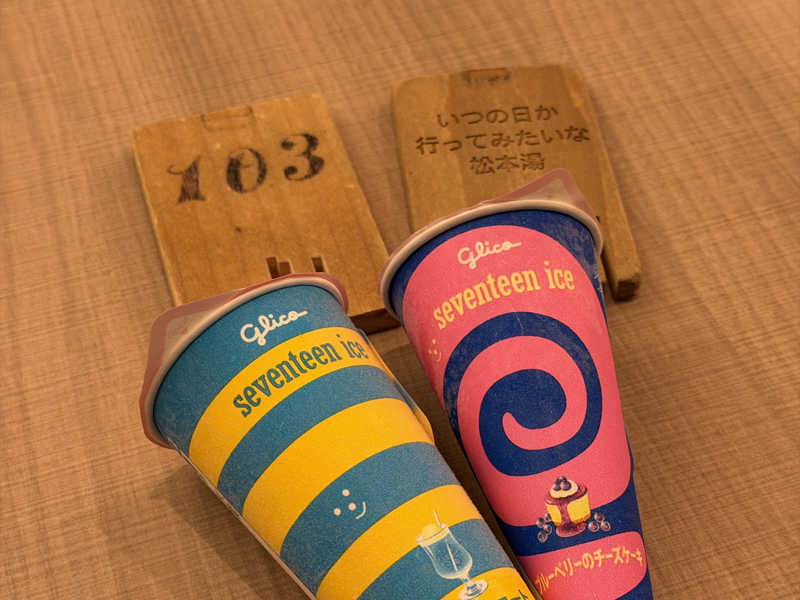 103
いつの日か
行ってみたいな
松本湯
Glico
seventeen ice
Glico
seventeen ice
ブルーベリーのチーズケーキ